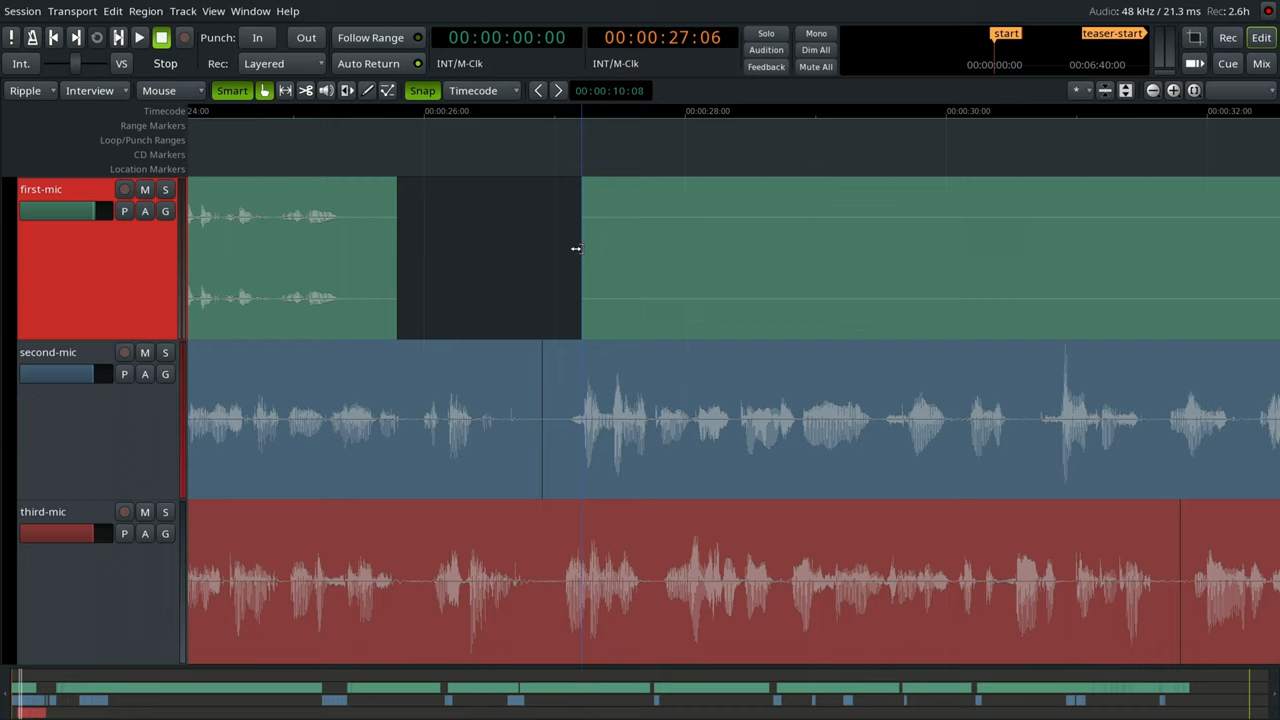 Session Transport Edit Region Track View Window Help Audio: 48 kHz / 21.3 ms Rec: 2.6h
Punch: In Out Follow Range 00:00:00:00 00:00:27:06 Solo Mono start teaser-start Rec Edit
Audition Dim All
Int. VS Stop Rec: Layered Auto Return INT/M-Clk INT/M-Clk Feedback Mute All 00:00:00:00 00:06:40:00 Cue Mix
Ripple Interview Mouse Smart Snap Timecode 00:00:10:08 *
Timecode 24:00 00:00:26:00 00:00:28:00 00:00:30:00 00:00:32:00
Range Markers
Loop/Punch Ranges
CD Markers
Location Markers
first-mic M S
P A G
second-mic M S
P A G
third-mic M S
P A G